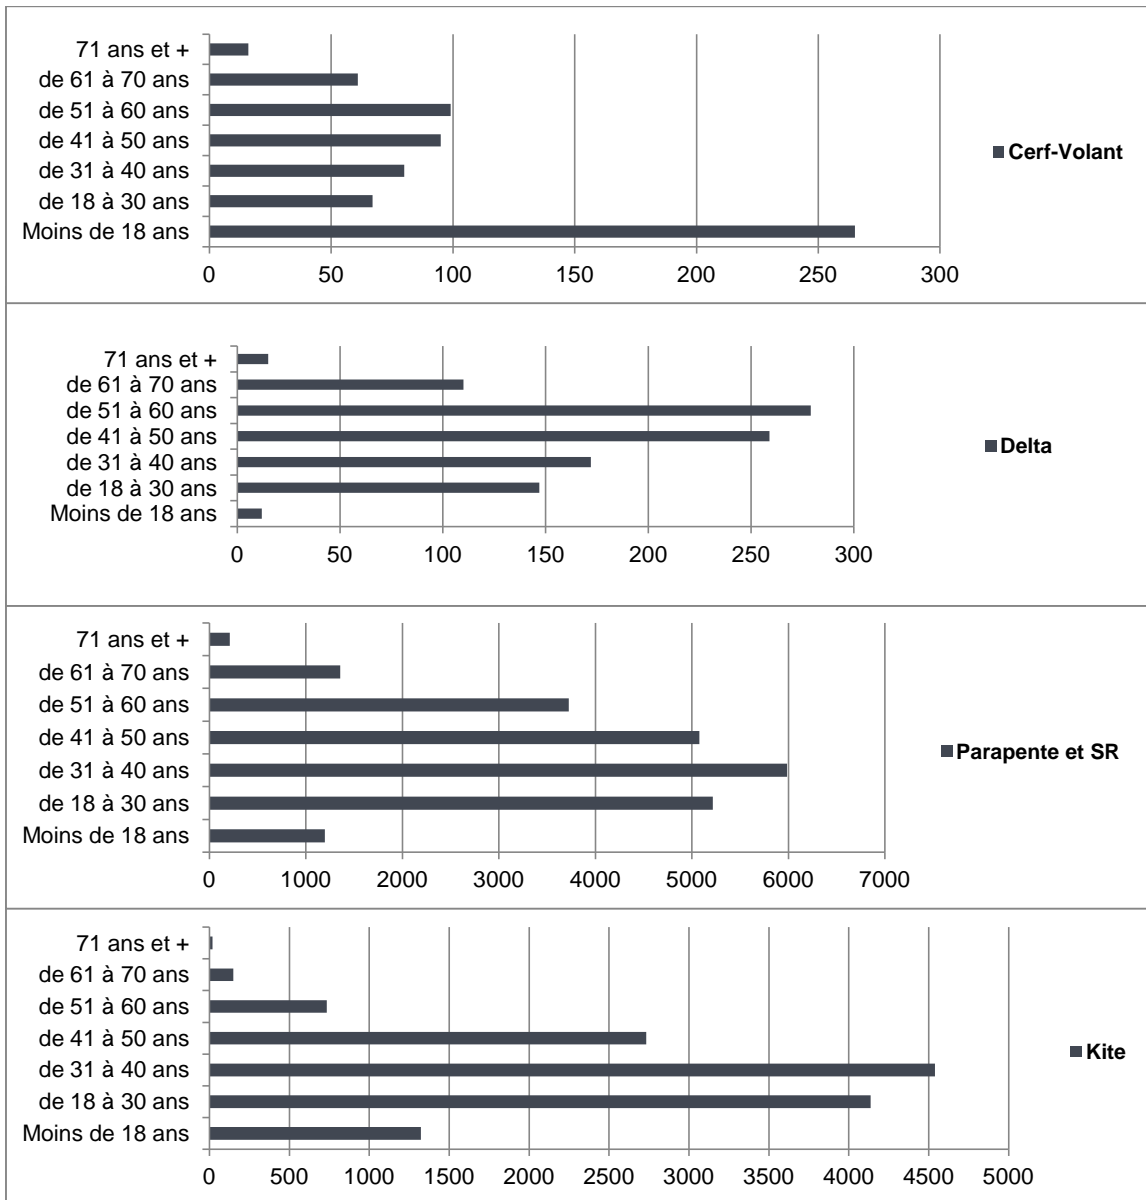 71 ans et +
de 61 à 70 ans
de 51 à 60 ans
de 41 à 50 ans
de 31 à 40 ans
de 18 à 30 ans
Moins de 18 ans
0 50 100 150 200 250 300
Cerf-Volant
71 ans et +
de 61 à 70 ans
de 51 à 60 ans
de 41 à 50 ans
de 31 à 40 ans
de 18 à 30 ans
Moins de 18 ans
0 50 100 150 200 250 300
Delta
71 ans et +
de 61 à 70 ans
de 51 à 60 ans
de 41 à 50 ans
de 31 à 40 ans
de 18 à 30 ans
Moins de 18 ans
0 1000 2000 3000 4000 5000 6000 7000
Parapente et SR
71 ans et +
de 61 à 70 ans
de 51 à 60 ans
de 41 à 50 ans
de 31 à 40 ans
de 18 à 30 ans
Moins de 18 ans
0 500 1000 1500 2000 2500 3000 3500 4000 4500 5000
Kite